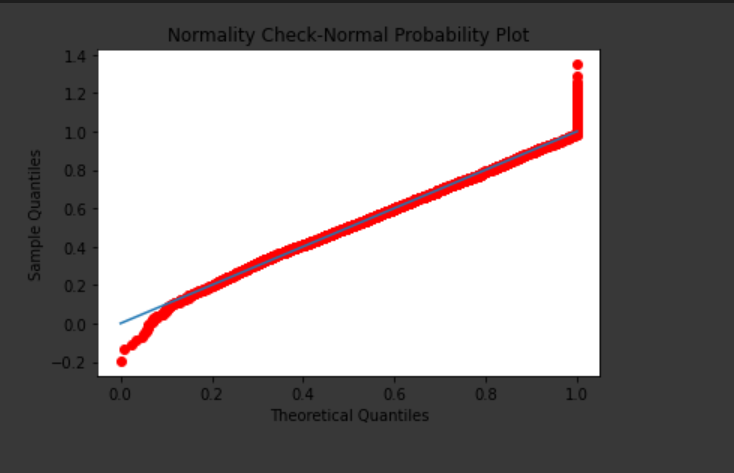 Normality Check-Normal Probability Plot
1.4
1.2
1.0
0.8
0.6
0.4
0.2
0.0
−0.2
Sample Quantiles
0.0 0.2 0.4 0.6 0.8 1.0
Theoretical Quantiles